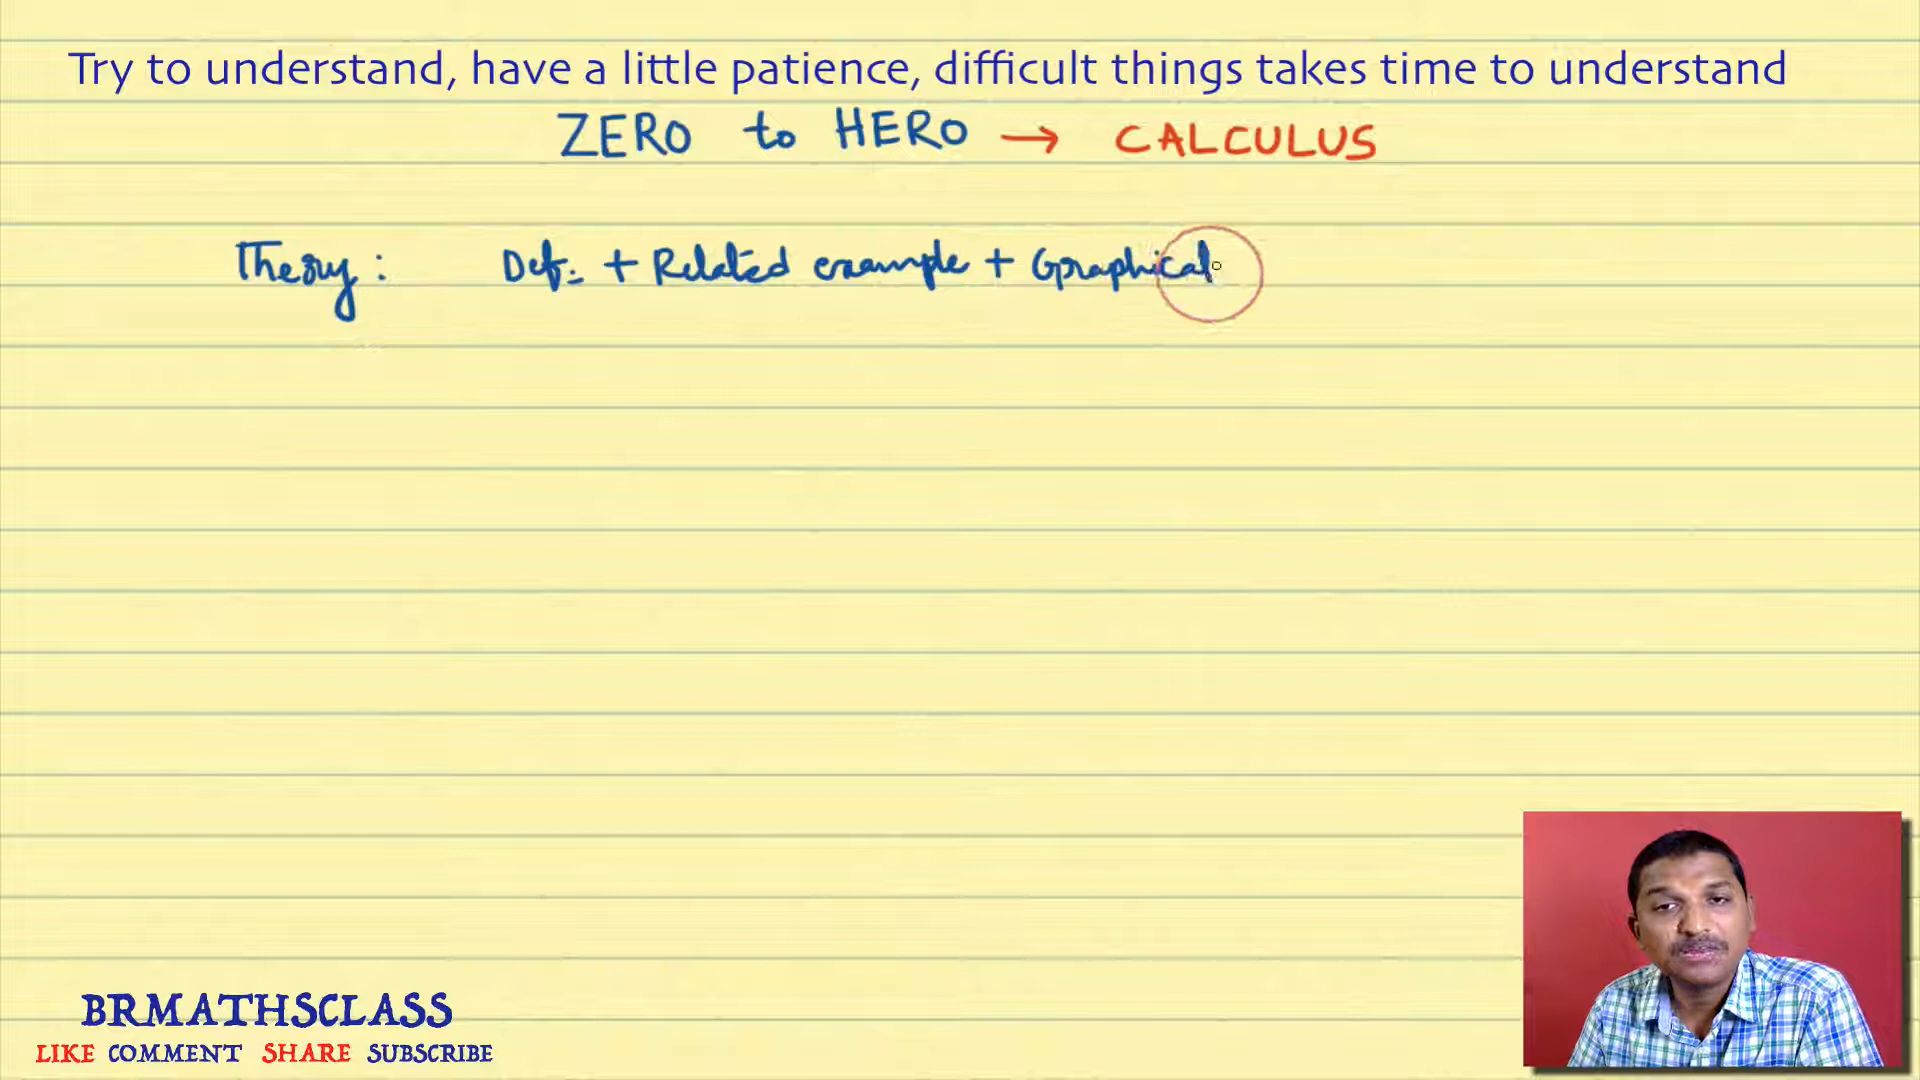 Try to understand, have a little patience, difficult things takes time to understand
ZERO to HERO → CALCULUS
Theory : Def. + Related example + Graphical
BRMATHSCLASS
LIKE COMMENT SHARE SUBSCRIBE